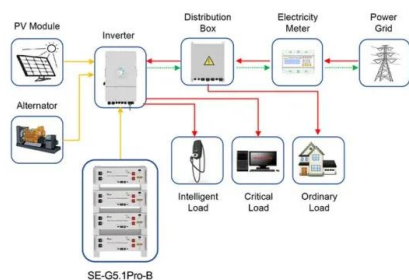 PV Module
Inverter
Distribution
Box
Electricity
Meter
Power
Grid
Alternator
Intelligent
Load
Critical
Load
Ordinary
Load
SE-G5.1Pro-B